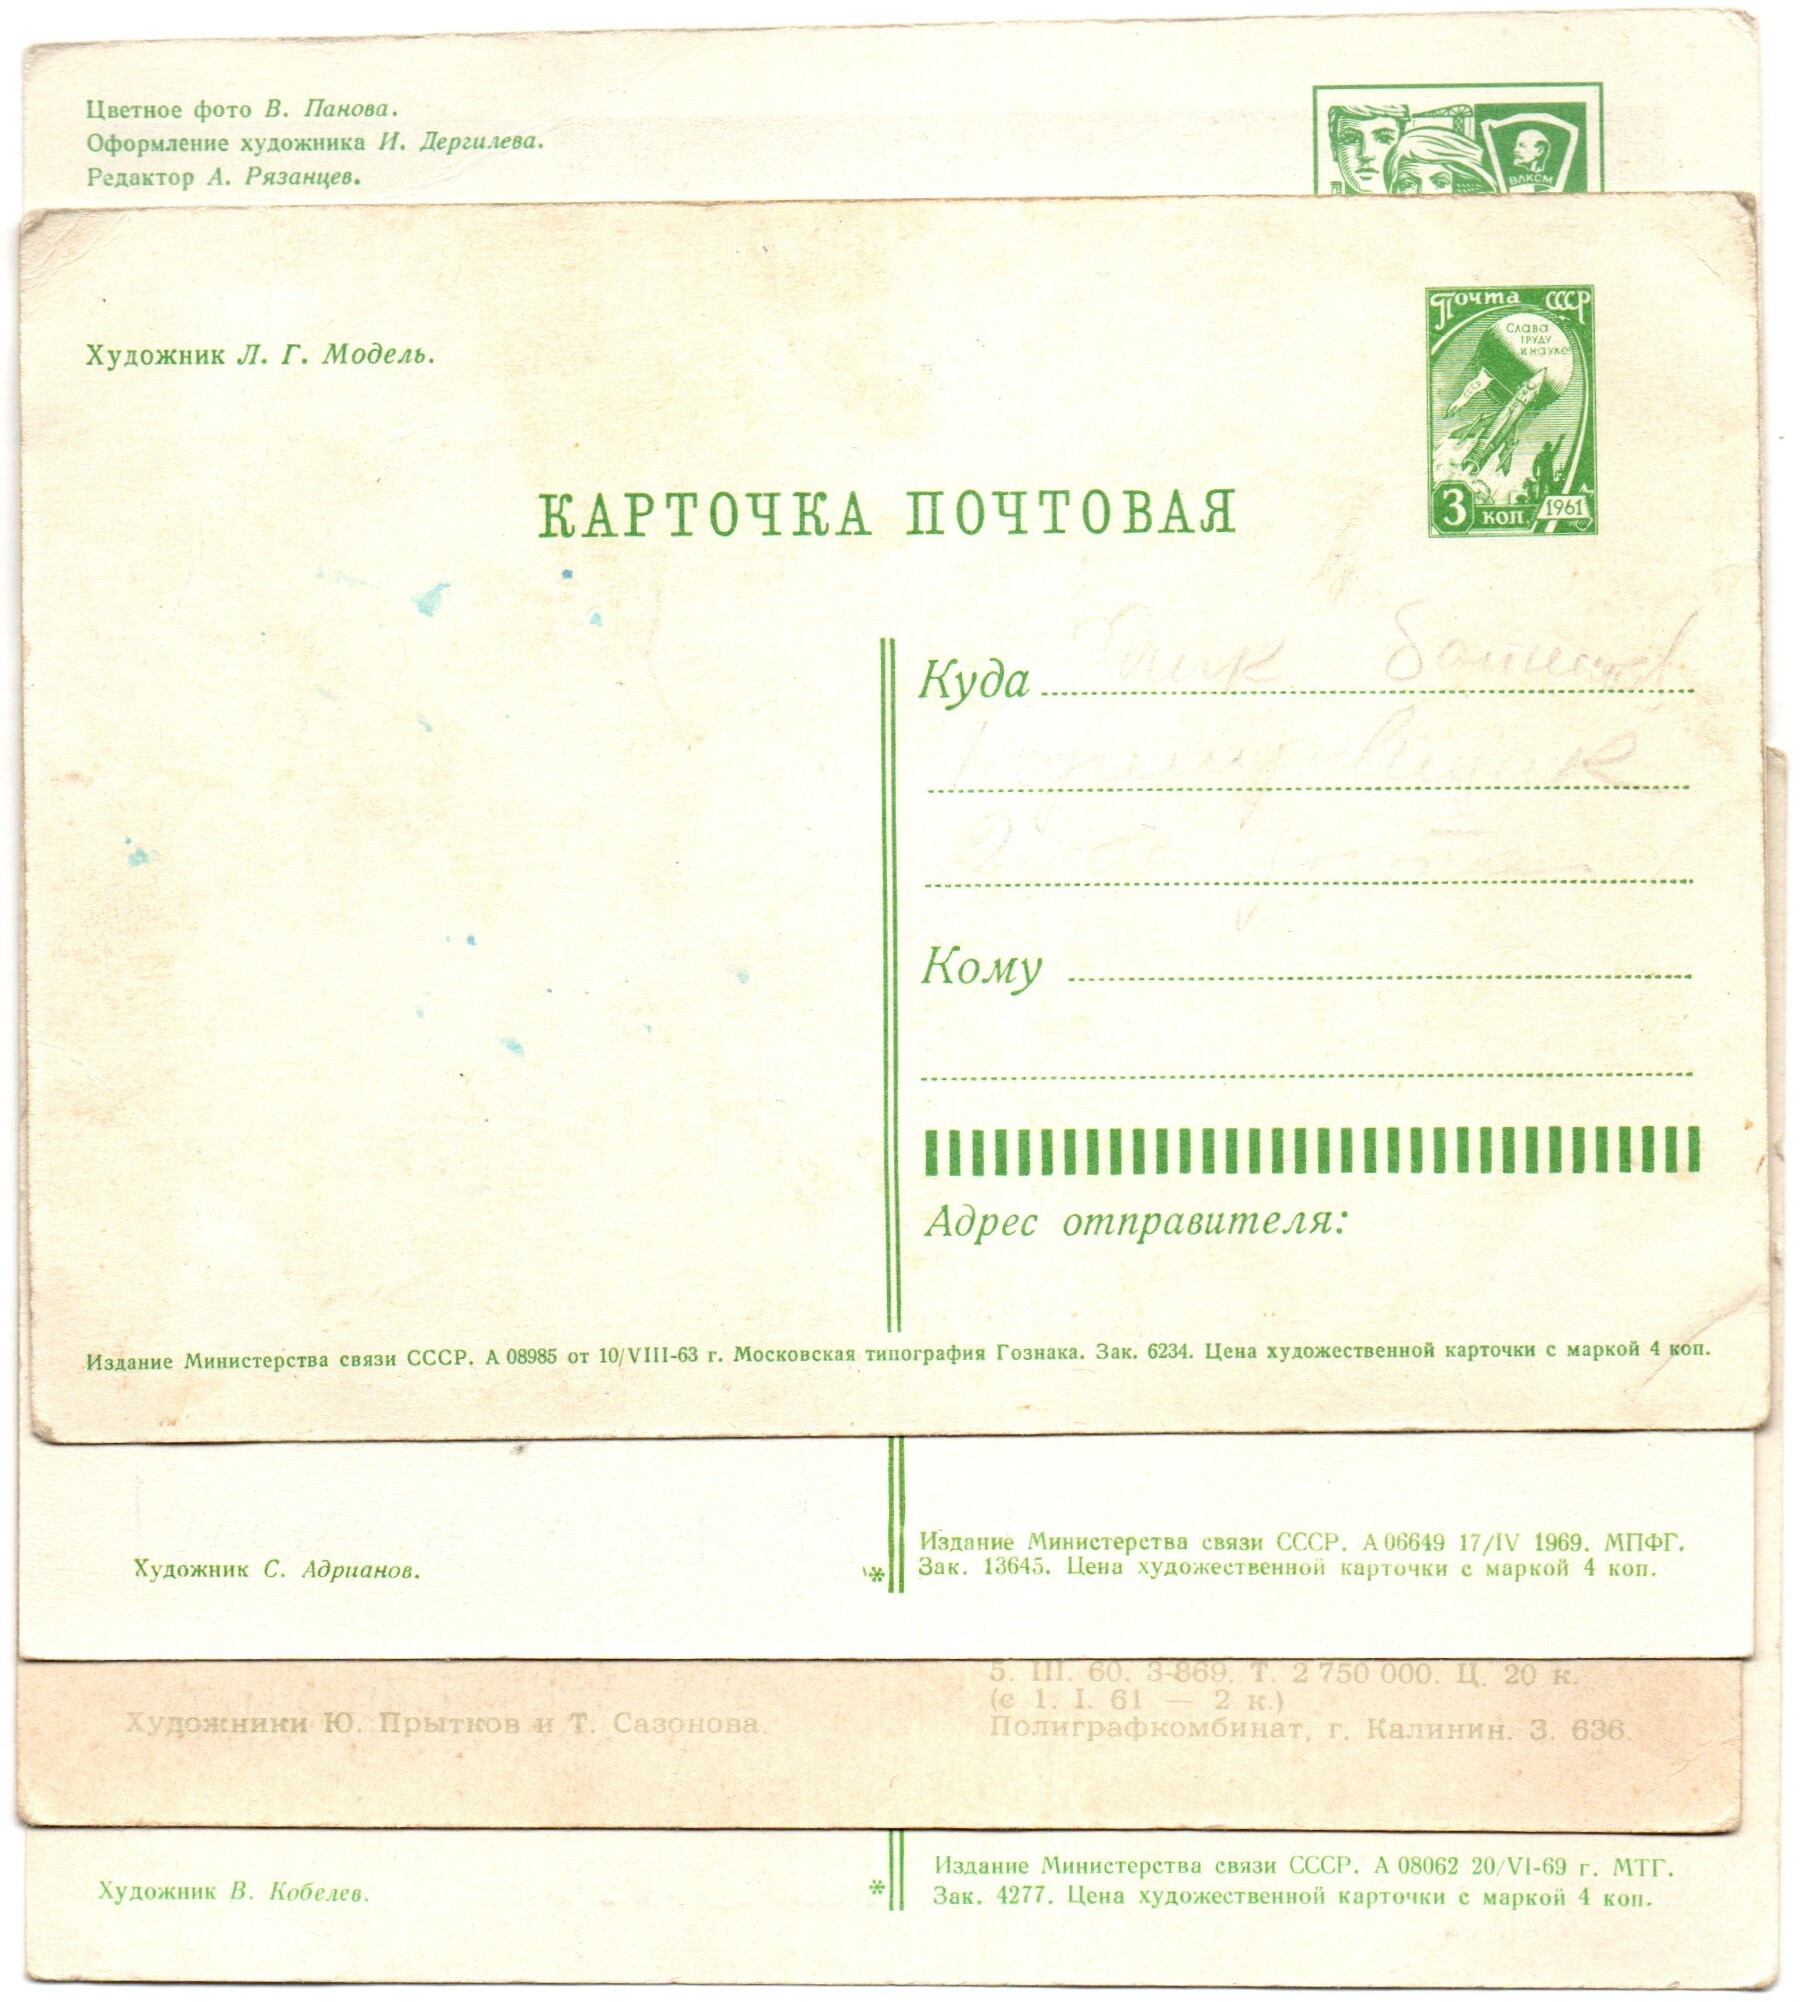 Цветное фото В. Панова.
Оформление художника И. Дергилева.
Редактор А. Рязанцев.
ВЛКСМ
Художник Л. Г. Модель.
Почта СССР
Слава
труду
и науке!
СССР
3 коп. 1961
КАРТОЧКА ПОЧТОВАЯ
Куда
Кому
Адрес отправителя:
Издание Министерства связи СССР. А 08985 от 10/VIII-63 г. Московская типография Гознака. Зак. 6234. Цена художественной карточки с маркой 4 коп.
Художник С. Адрианов.
*
Издание Министерства связи СССР. А 06649 17/IV 1969. МПФГ.
Зак. 13645. Цена художественной карточки с маркой 4 коп.
Художники Ю. Прытков и Т. Сазонова.
5. III. 60. З-869. Т. 2 750 000. Ц. 20 к.
(с 1. I. 61 — 2 к.)
Полиграфкомбинат, г. Калинин. З. 636.
Художник В. Кобелев.
*
Издание Министерства связи СССР. А 08062 20/VI-69 г. МТГ.
Зак. 4277. Цена художественной карточки с маркой 4 коп.